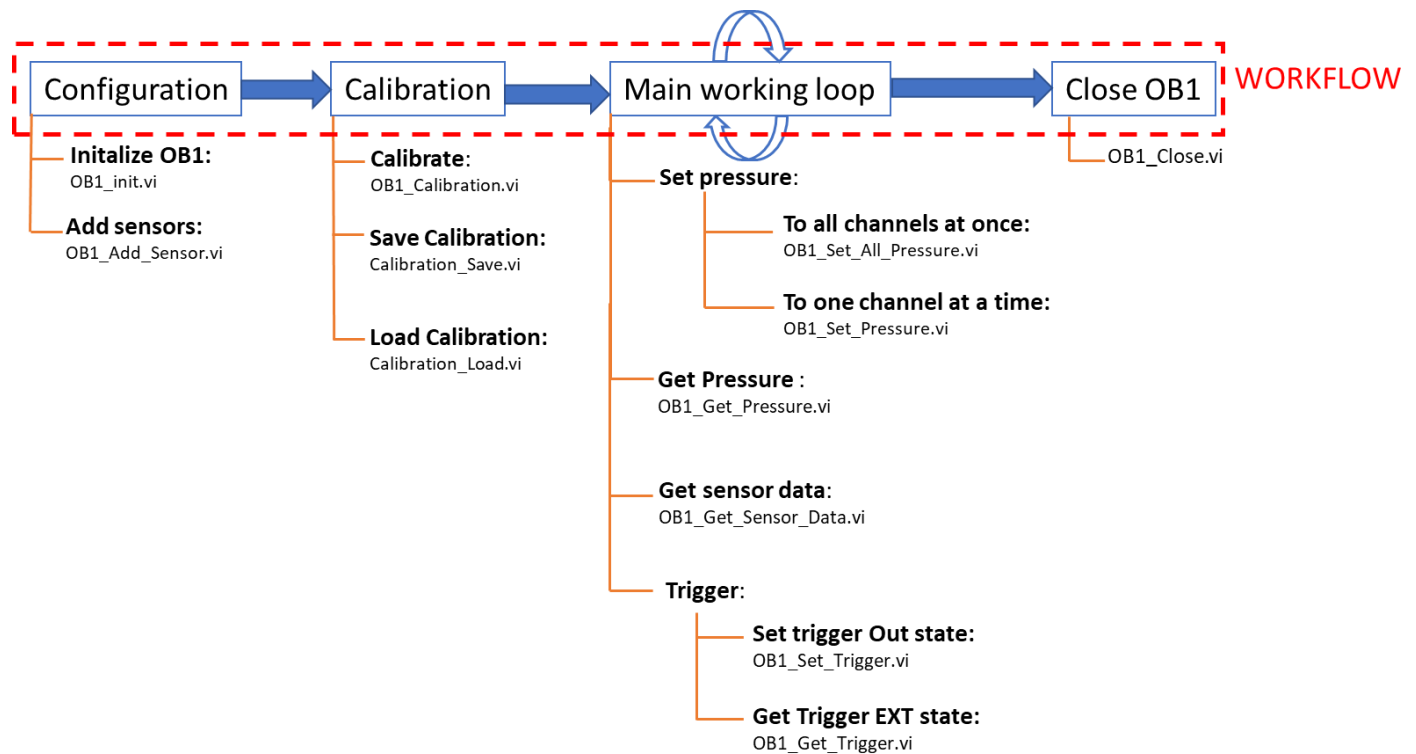 Configuration
Calibration
Main working loop
Close OB1
WORKFLOW
Initalize OB1:
OB1_init.vi
Add sensors:
OB1_Add_Sensor.vi
Calibrate:
OB1_Calibration.vi
Save Calibration:
Calibration_Save.vi
Load Calibration:
Calibration_Load.vi
Set pressure:
To all channels at once:
OB1_Set_All_Pressure.vi
To one channel at a time:
OB1_Set_Pressure.vi
Get Pressure :
OB1_Get_Pressure.vi
Get sensor data:
OB1_Get_Sensor_Data.vi
Trigger:
Set trigger Out state:
OB1_Set_Trigger.vi
Get Trigger EXT state:
OB1_Get_Trigger.vi
OB1_Close.vi